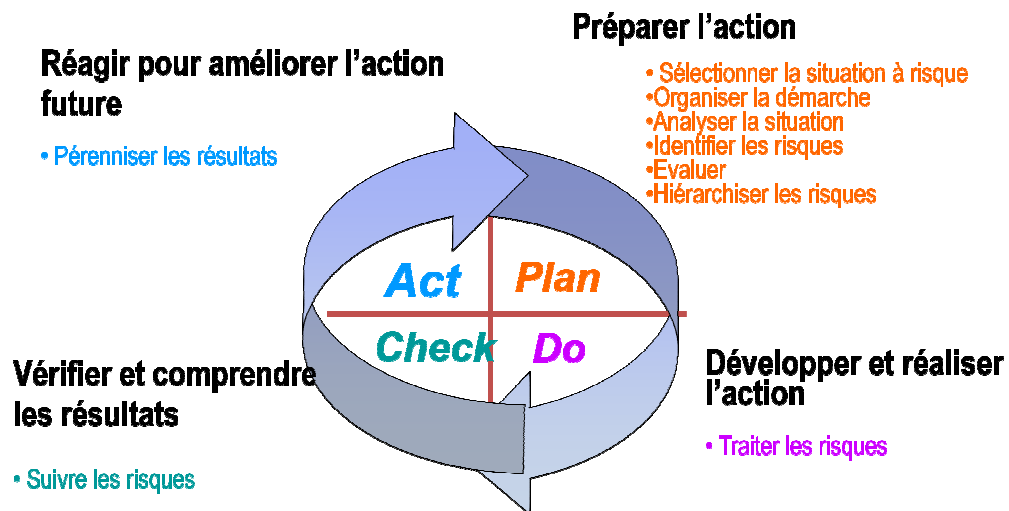 Préparer l’action
• Sélectionner la situation à risque
•Organiser la démarche
•Analyser la situation
•Identifier les risques
•Evaluer
•Hiérarchiser les risques
Réagir pour améliorer l’action
future
• Pérenniser les résultats
Act
Plan
Check
Do
Développer et réaliser
l’action
• Traiter les risques
Vérifier et comprendre
les résultats
• Suivre les risques